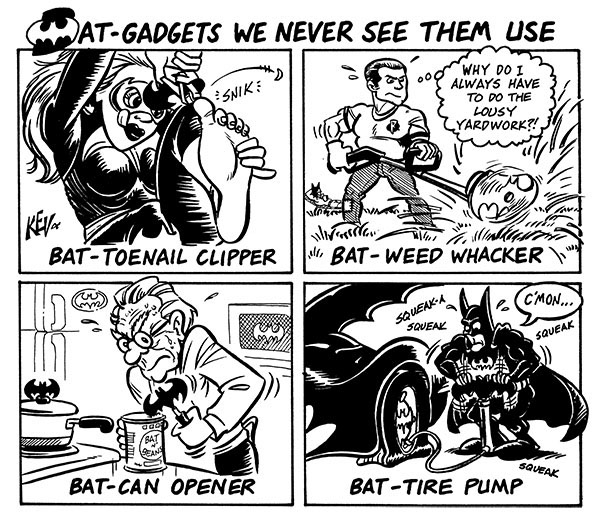 BAT-GADGETS WE NEVER SEE THEM USE
SNIK
KEV
BAT-TOENAIL CLIPPER
WHY DO I
ALWAYS HAVE
TO DO THE
LOUSY
YARDWORK?!
BAT-WEED WHACKER
BAT
N'
BEANS
BAT-CAN OPENER
SQUEAK-A
SQUEAK
C'MON...
SQUEAK
SQUEAK
BAT-TIRE PUMP